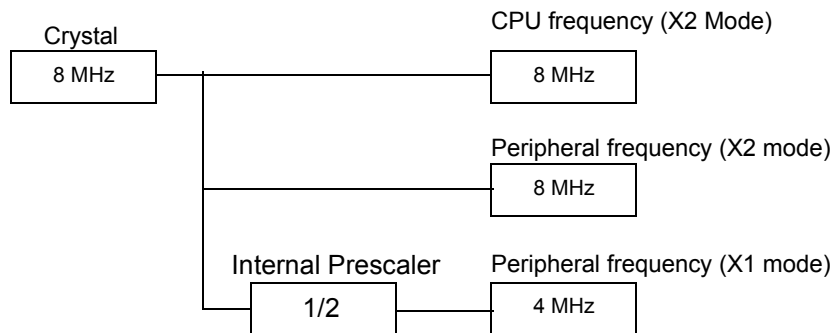 CPU frequency (X2 Mode)
Crystal
8 MHz
8 MHz
Peripheral frequency (X2 mode)
8 MHz
Internal Prescaler
Peripheral frequency (X1 mode)
1/2
4 MHz